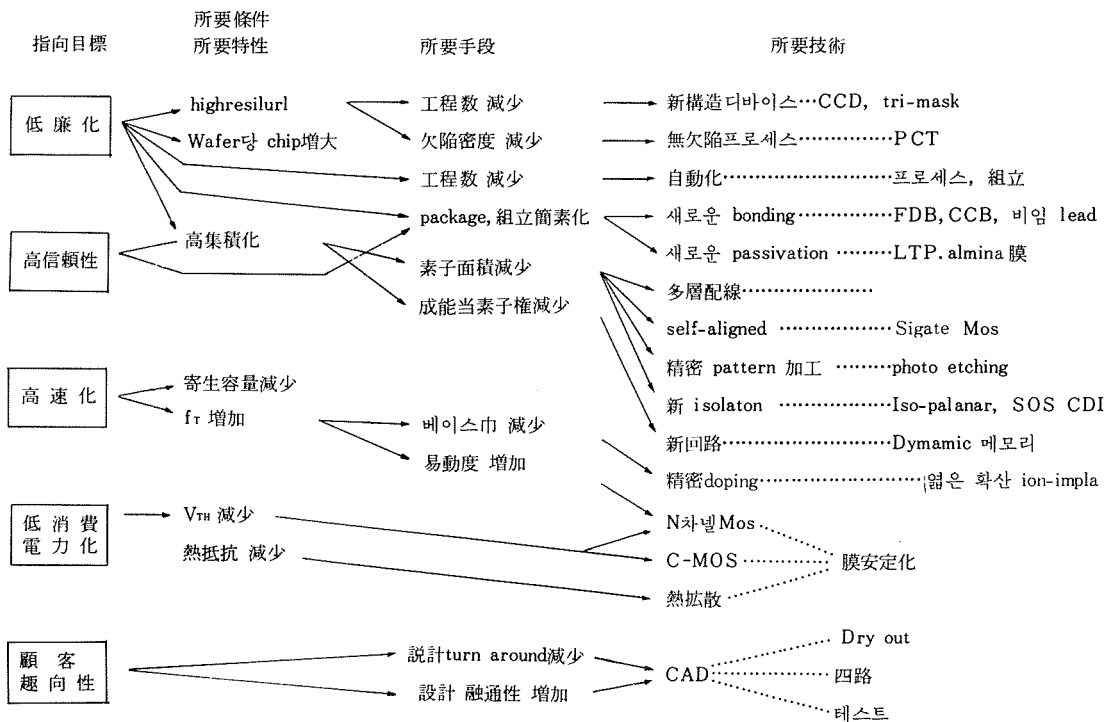 所要條件
指向目標 所要特性 所要手段 所要技術
低廉化 highresilurl 工程数 減少 新構造디바이스…CCD, tri-mask
Wafer당 chip増大 欠陥密度 減少 無欠陥프로세스……………PCT
工程数 減少 自動化……………………프로세스, 組立
package, 組立簡素化 새로운 bonding………FDB, CCB, 비임 lead
高信頼性 高集積化 새로운 passivation ………LTP. almina 膜
素子面積減少
多層配線…………………
成能当素子権減少
self-aligned ………………Sigate Mos
精密 pattern 加工 ………photo etching
高速化 寄生容量減少
fT 増加 新 isolaton …………Iso-palanar, SOS CDI
베이스巾 減少 新回路…………………Dymamic 메모리
易動度 増加
精密doping…………………엷은 확산 ion-impla
低消費
電力化 VTH 減少 N차넬Mos
熱抵抗 減少 C-MOS 膜安定化
熱拡散
顧客
趣向性 説計turn around減少 Dry out
設計 融通性 増加 CAD 四路
테스트